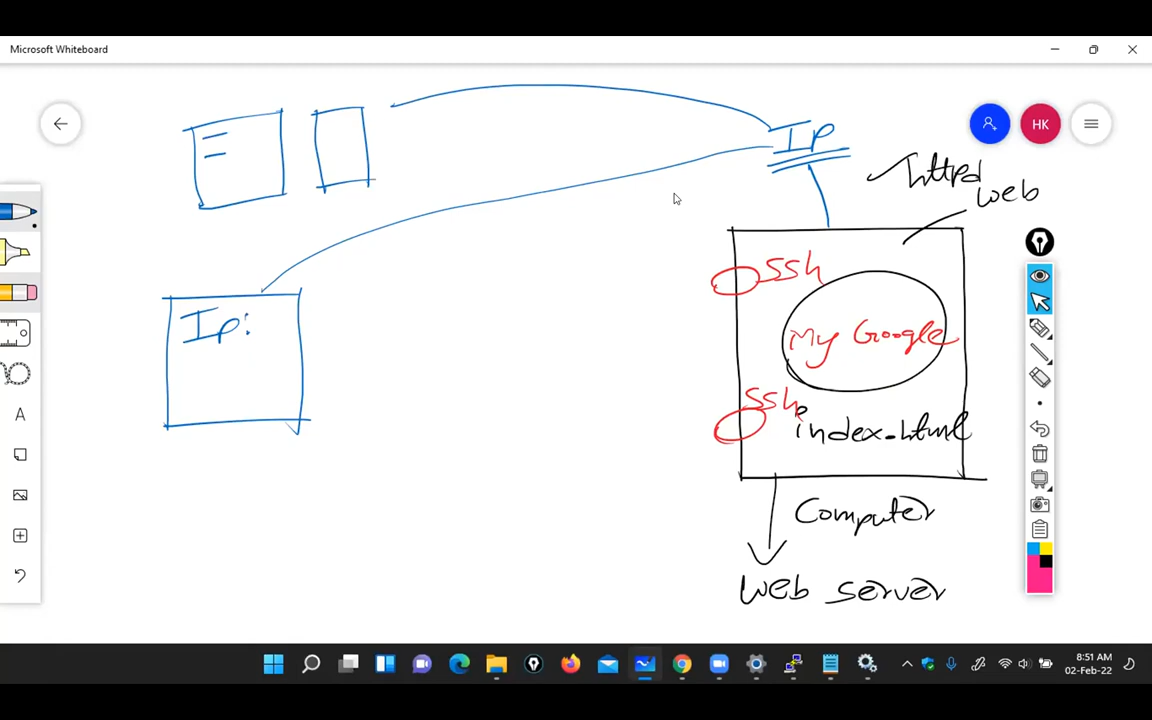 Microsoft Whiteboard
HK
Ip
httpd
web
ssh
Ip:
My Google
ssh
index.html
Computer
Web server
A
8:51 AM
02-Feb-22